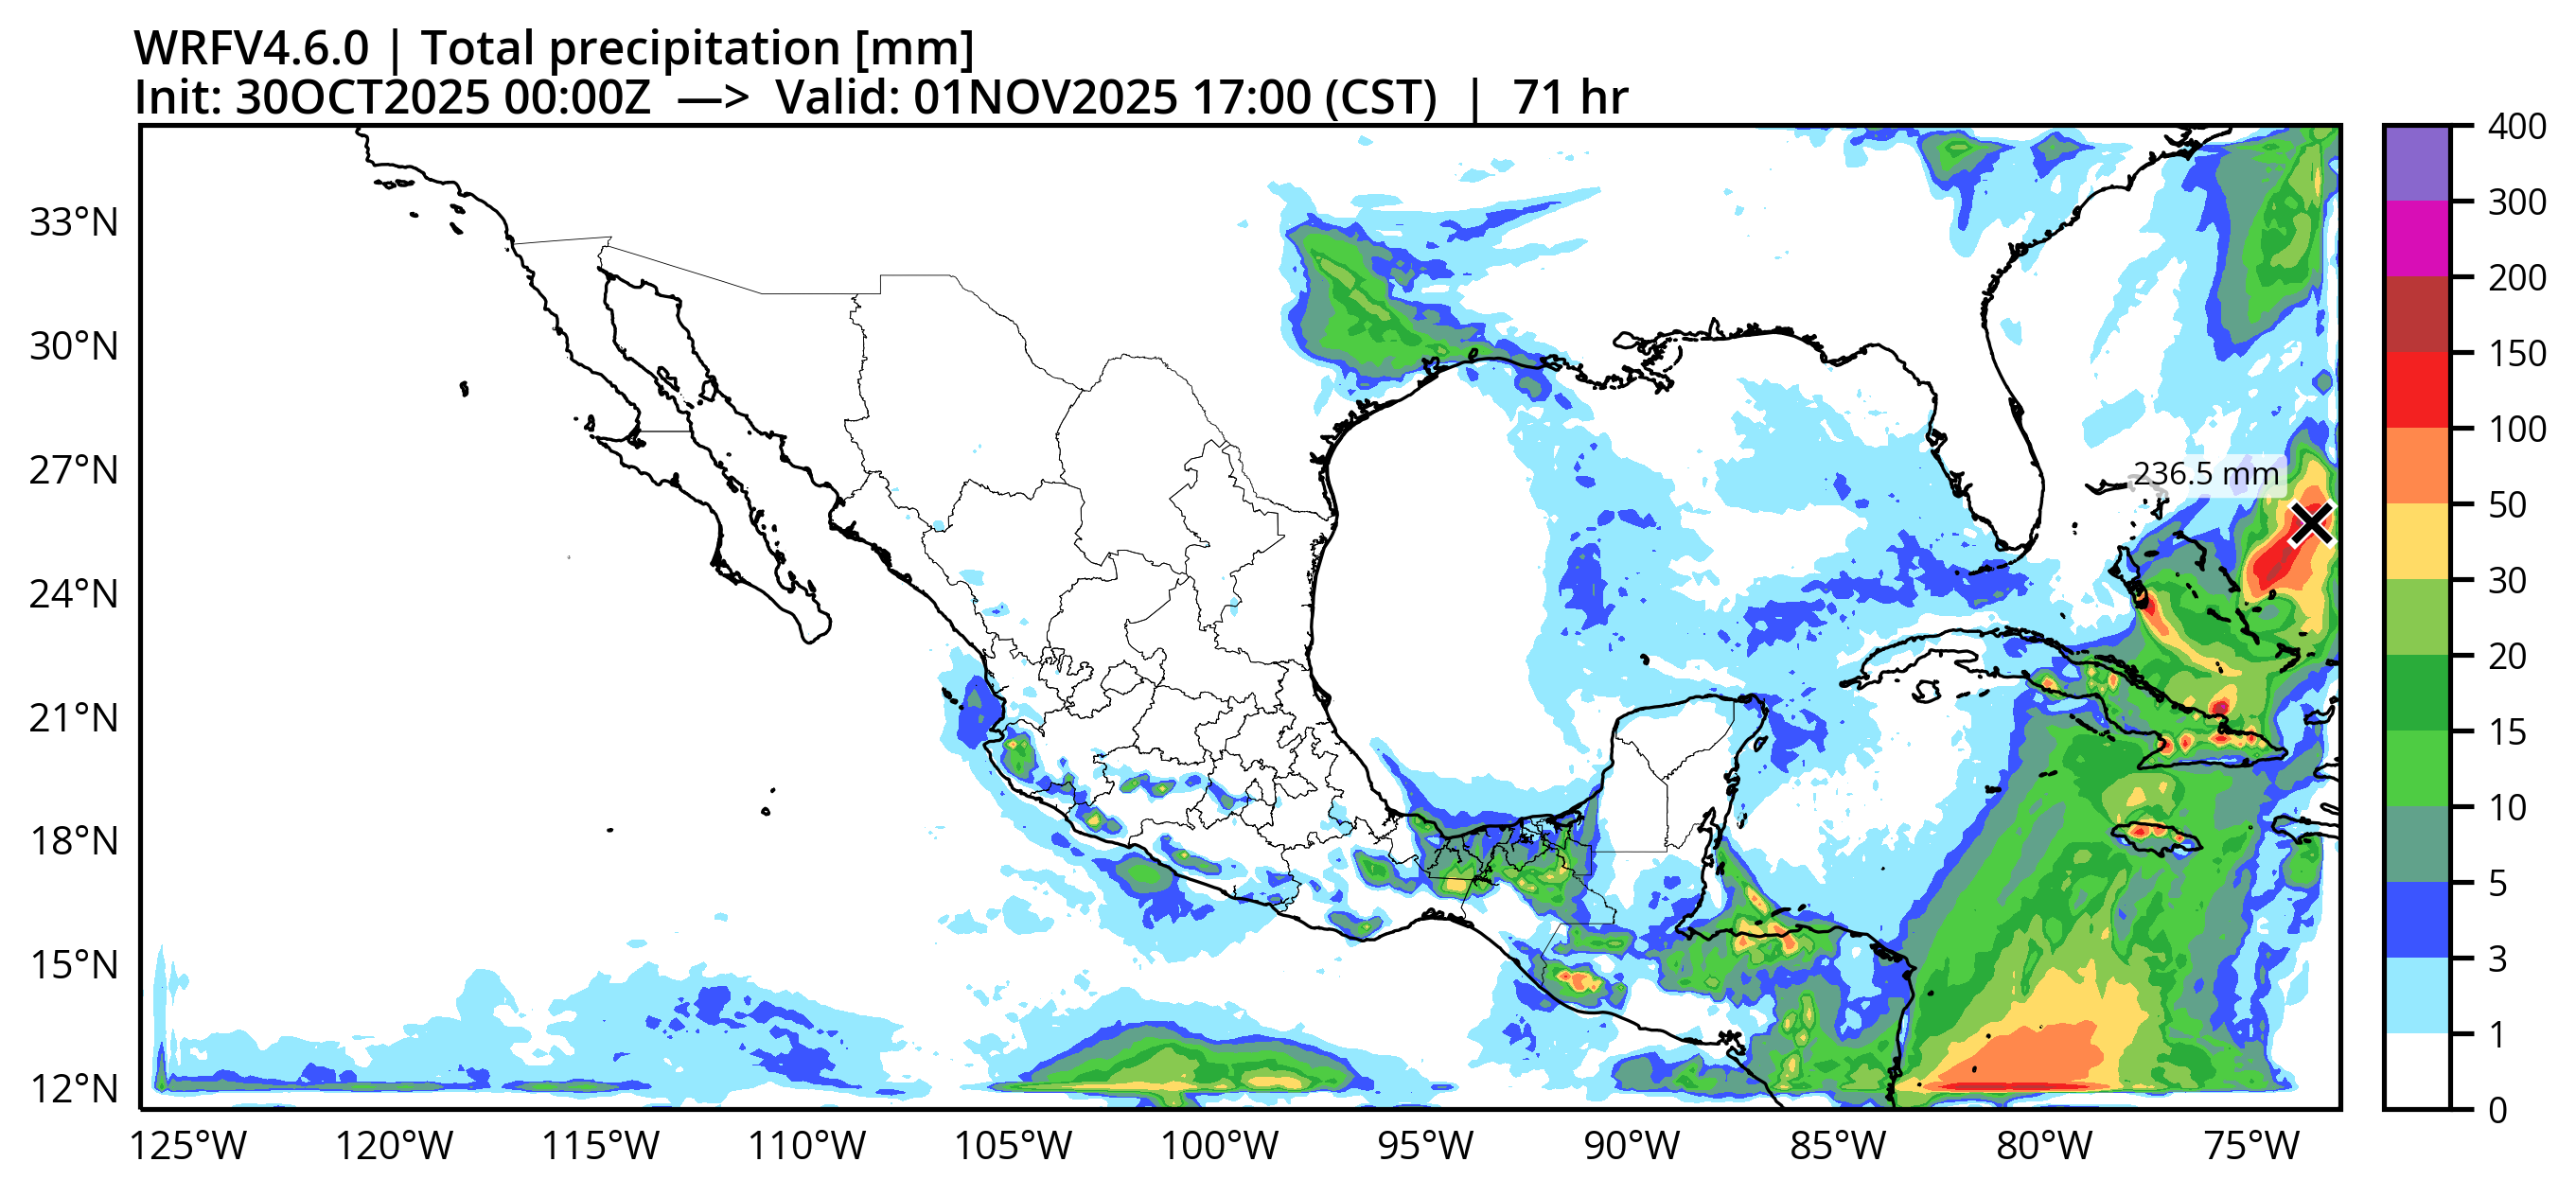 WRFV4.6.0 | Total precipitation [mm]
Init: 30OCT2025 00:00Z —> Valid: 01NOV2025 17:00 (CST) | 71 hr
33°N
30°N
27°N
24°N
21°N
18°N
15°N
12°N
236.5 mm
125°W 120°W 115°W 110°W 105°W 100°W 95°W 90°W 85°W 80°W 75°W
400
300
200
150
100
50
30
20
15
10
5
3
1
0